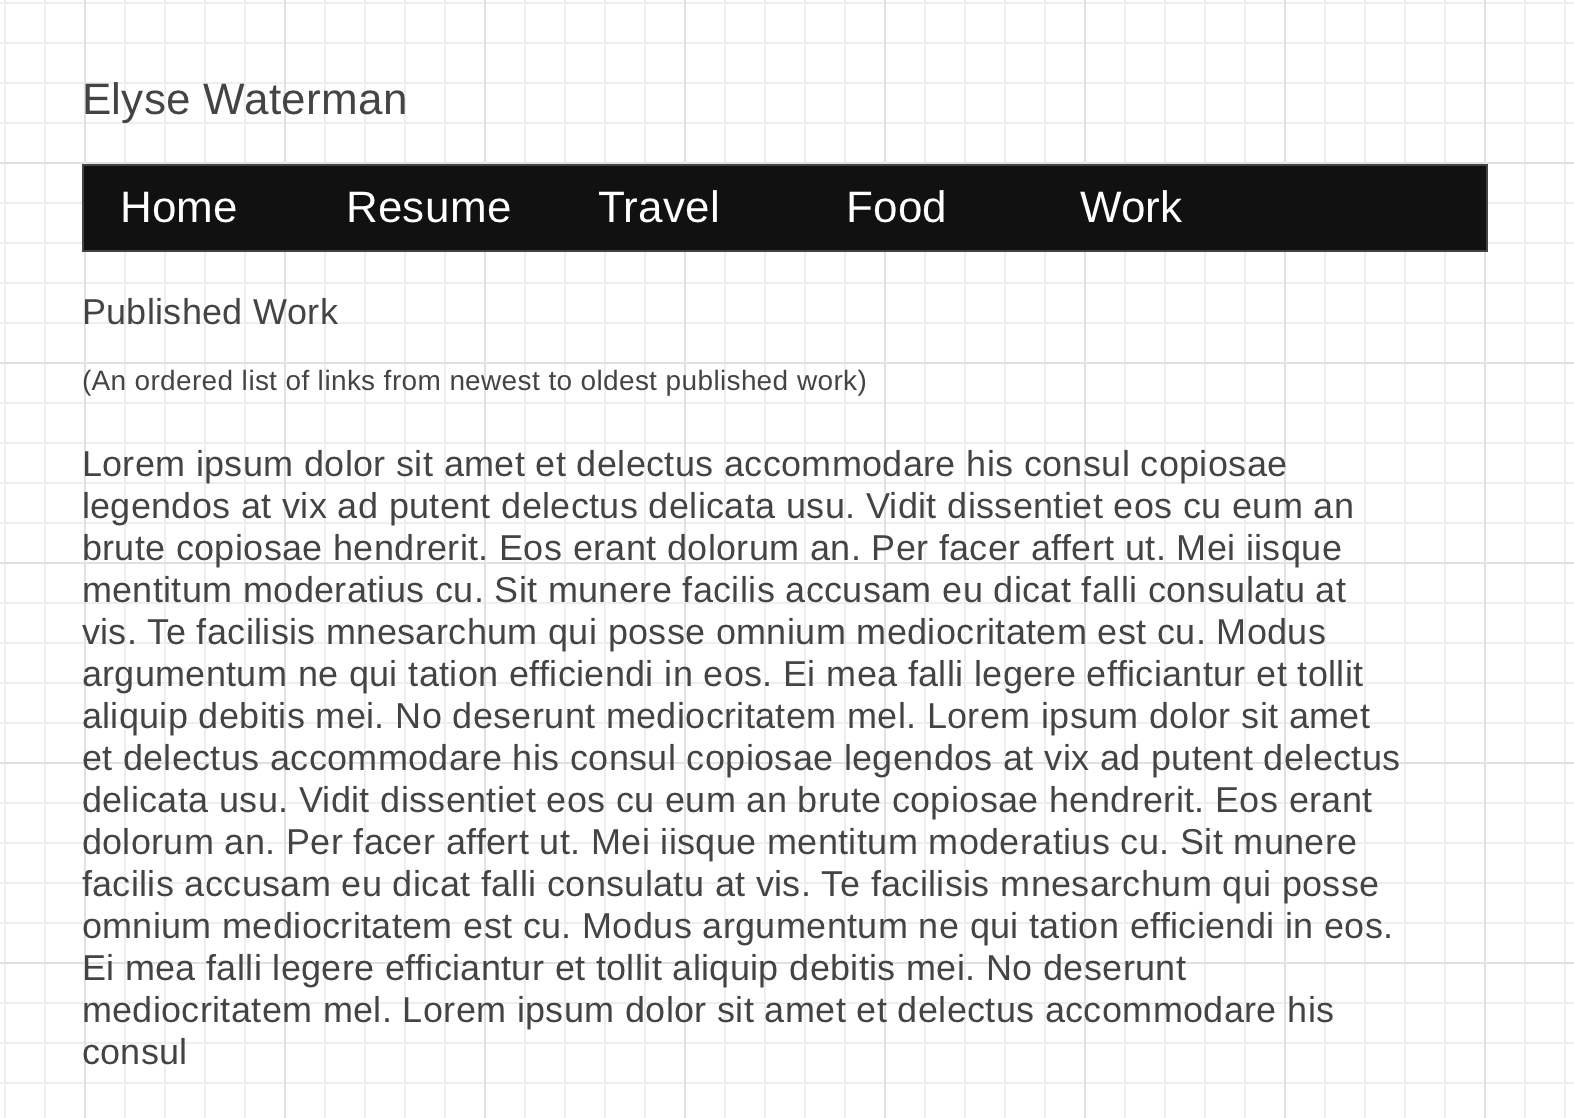 Elyse Waterman
Home Resume Travel Food Work
Published Work
(An ordered list of links from newest to oldest published work)
Lorem ipsum dolor sit amet et delectus accommodare his consul copiosae
legendos at vix ad putent delectus delicata usu. Vidit dissentiet eos cu eum an
brute copiosae hendrerit. Eos erant dolorum an. Per facer affert ut. Mei iisque
mentitum moderatius cu. Sit munere facilis accusam eu dicat falli consulatu at
vis. Te facilisis mnesarchum qui posse omnium mediocritatem est cu. Modus
argumentum ne qui tation efficiendi in eos. Ei mea falli legere efficiantur et tollit
aliquip debitis mei. No deserunt mediocritatem mel. Lorem ipsum dolor sit amet
et delectus accommodare his consul copiosae legendos at vix ad putent delectus
delicata usu. Vidit dissentiet eos cu eum an brute copiosae hendrerit. Eos erant
dolorum an. Per facer affert ut. Mei iisque mentitum moderatius cu. Sit munere
facilis accusam eu dicat falli consulatu at vis. Te facilisis mnesarchum qui posse
omnium mediocritatem est cu. Modus argumentum ne qui tation efficiendi in eos.
Ei mea falli legere efficiantur et tollit aliquip debitis mei. No deserunt
mediocritatem mel. Lorem ipsum dolor sit amet et delectus accommodare his
consul